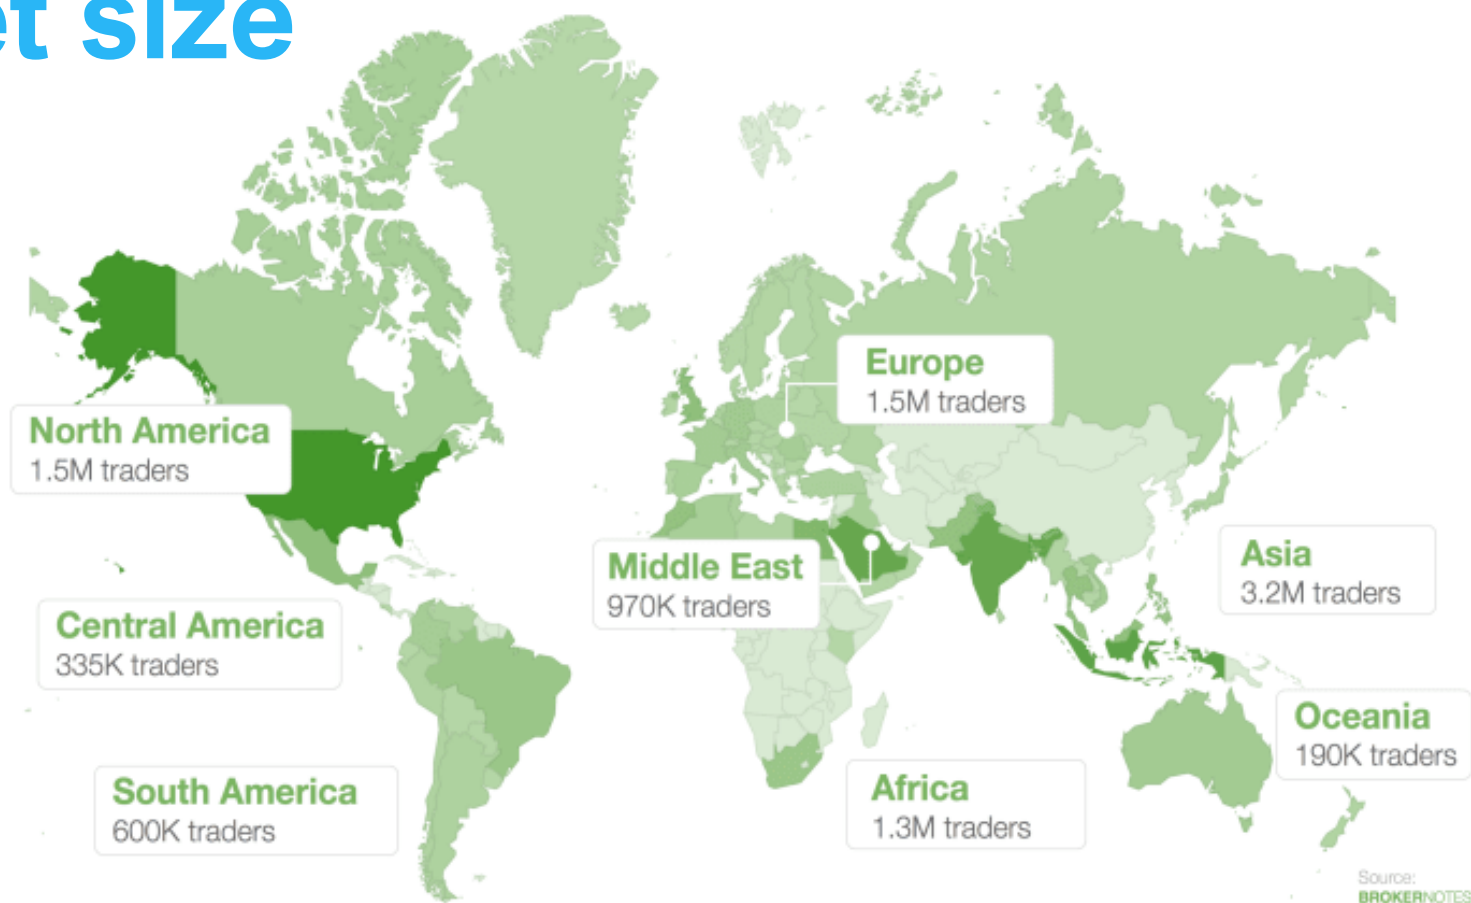 et size
Europe
1.5M traders
North America
1.5M traders
Middle East
970K traders
Asia
3.2M traders
Central America
335K traders
Oceania
190K traders
South America
600K traders
Africa
1.3M traders
Source:
BROKERNOTES